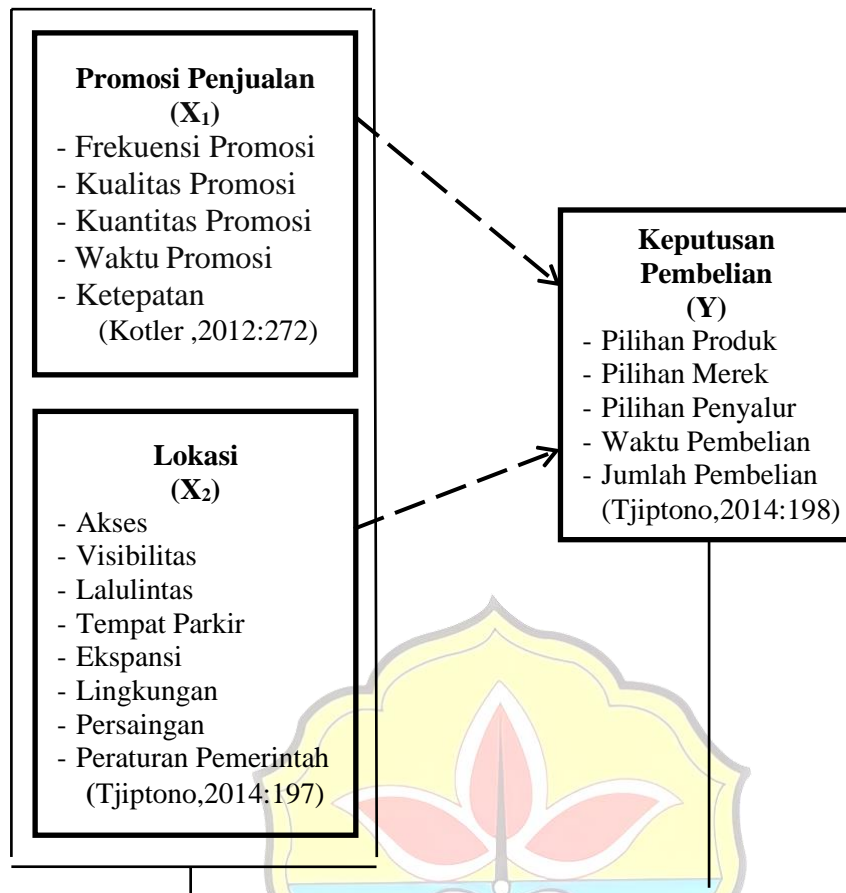 Promosi Penjualan
(X₁)
- Frekuensi Promosi
- Kualitas Promosi
- Kuantitas Promosi
- Waktu Promosi
- Ketepatan
(Kotler ,2012:272)
Lokasi
(X₂)
- Akses
- Visibilitas
- Lalulintas
- Tempat Parkir
- Ekspansi
- Lingkungan
- Persaingan
- Peraturan Pemerintah
(Tjiptono,2014:197)
Keputusan
Pembelian
(Y)
- Pilihan Produk
- Pilihan Merek
- Pilihan Penyalur
- Waktu Pembelian
- Jumlah Pembelian
(Tjiptono,2014:198)